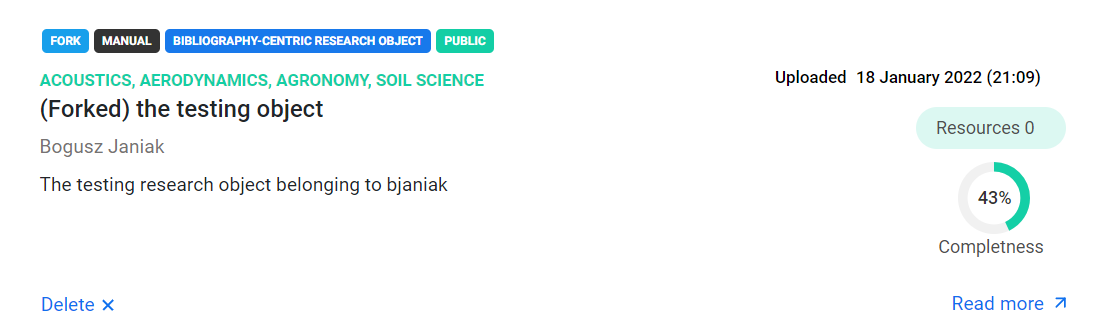 FORK MANUAL BIBLIOGRAPHY-CENTRIC RESEARCH OBJECT PUBLIC
ACOUSTICS, AERODYNAMICS, AGRONOMY, SOIL SCIENCE
Uploaded 18 January 2022 (21:09)
(Forked) the testing object
Resources 0
Bogusz Janiak
The testing research object belonging to bjaniak
43%
Completness
Delete ×
Read more